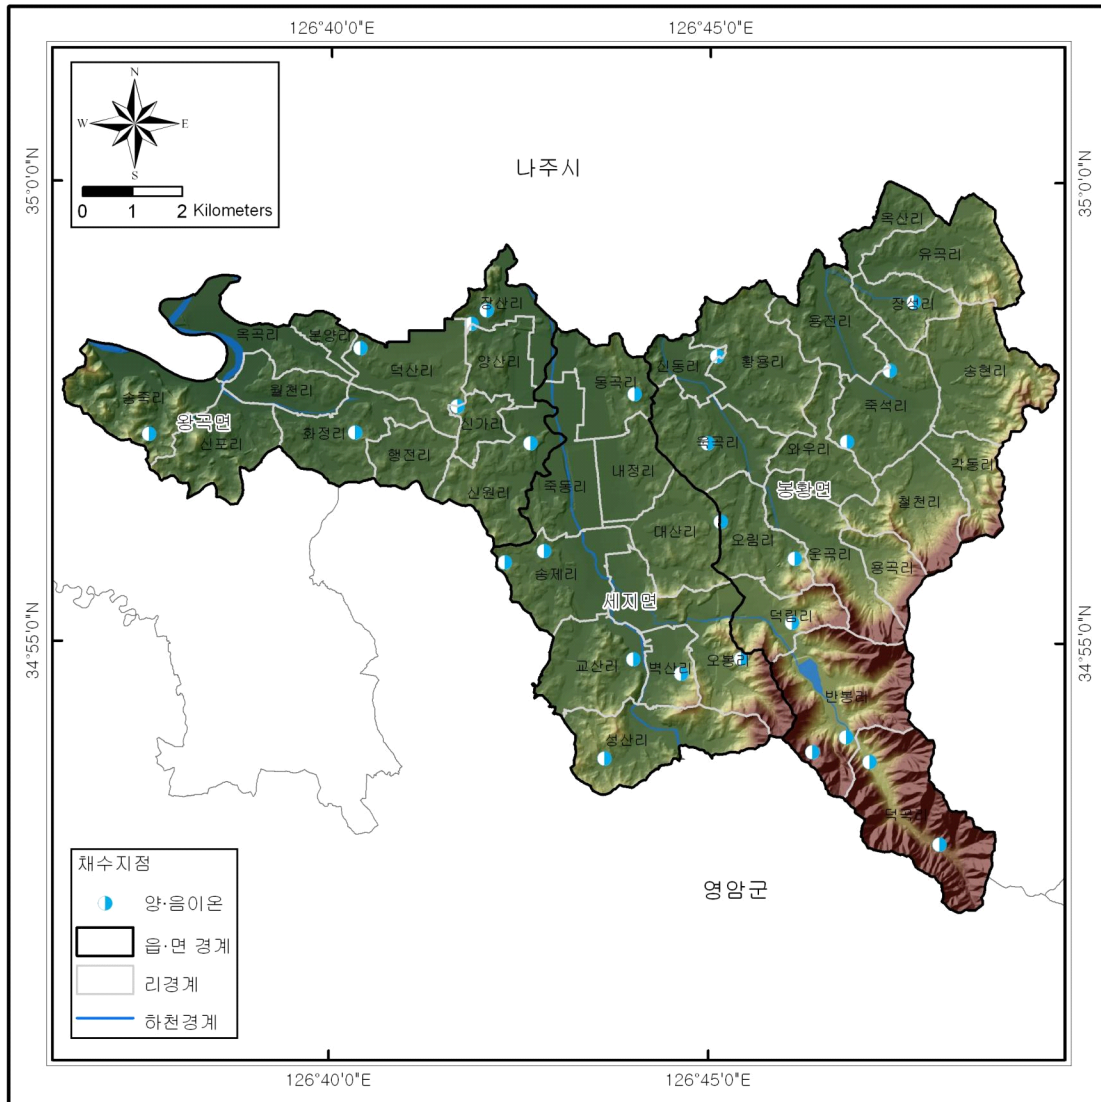 126°40'0"E
126°45'0"E
N
W
E
S
0
1
2 Kilometers
35°0'0"N
35°0'0"N
나주시
옥산리
유곡리
장성리
용전리
송현리
장산리
옥곡리
본양리
덕산리
양산리
동곡리
신동리
황용리
죽석리
월천리
송죽리
왕곡면
산포리
화정리
신가리
행전리
신원리
죽동리
내정리
욱곡리
와우리
각동리
봉황면
철천리
대산리
오림리
운곡리
용곡리
송제리
세지면
덕림리
교산리
벽산리
오봉리
반봉리
성산리
덕곡리
34°55'0"N
34°55'0"N
영암군
채수지점
양·음이온
읍·면 경계
리경계
하천경계
126°40'0"E
126°45'0"E